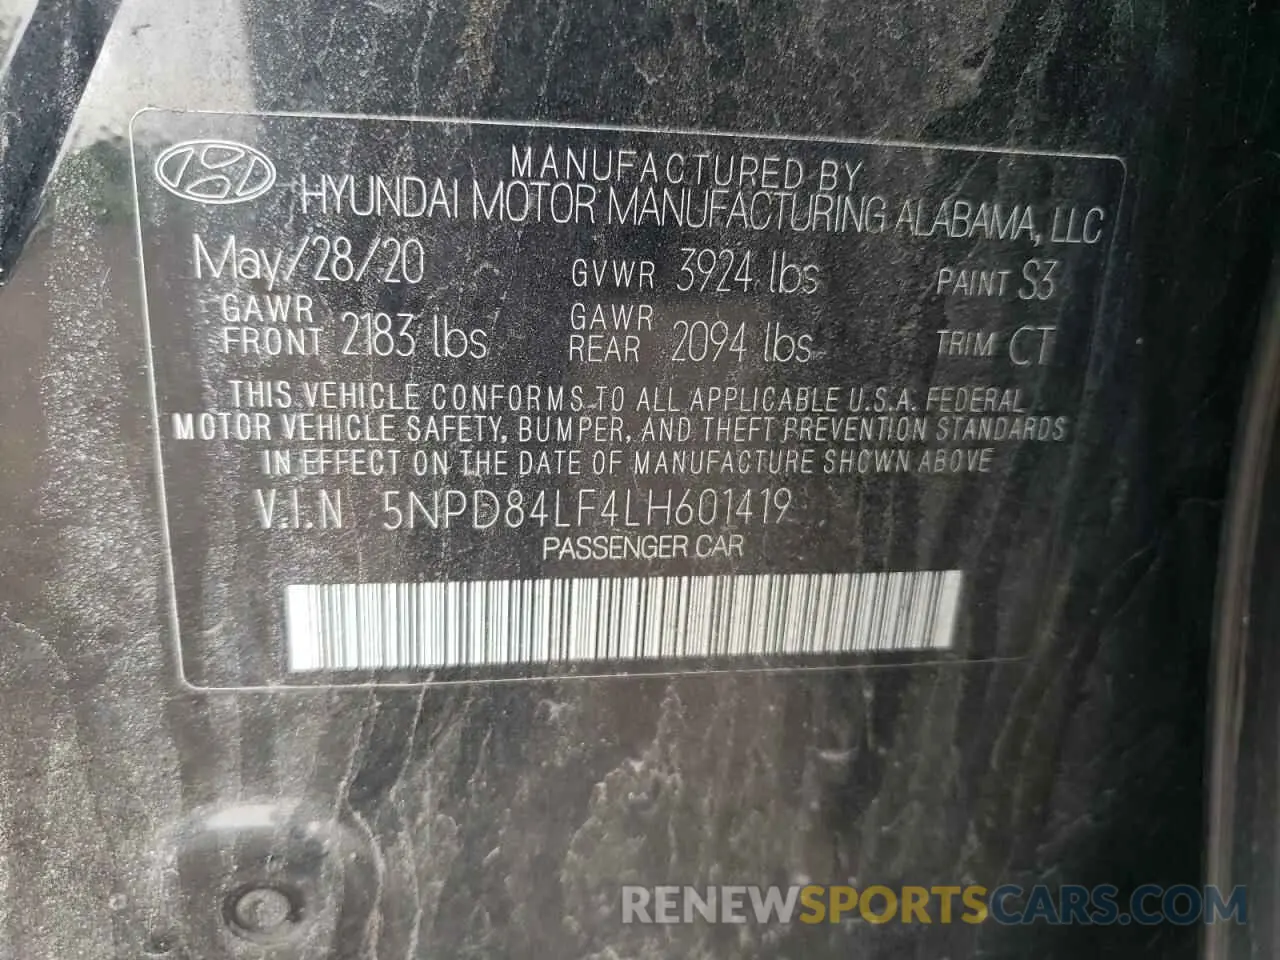 MANUFACTURED BY
HYUNDAI MOTOR MANUFACTURING ALABAMA, LLC
May/28/20 GVWR 3924 lbs PAINT S3
GAWR FRONT 2183 lbs GAWR REAR 2094 lbs TRIM CT
THIS VEHICLE CONFORMS TO ALL APPLICABLE U.S.A. FEDERAL
MOTOR VEHICLE SAFETY, BUMPER, AND THEFT PREVENTION STANDARDS
IN EFFECT ON THE DATE OF MANUFACTURE SHOWN ABOVE
V.I.N 5NPD84LF4LH601419
PASSENGER CAR
RENEWSPORTSCARS.COM